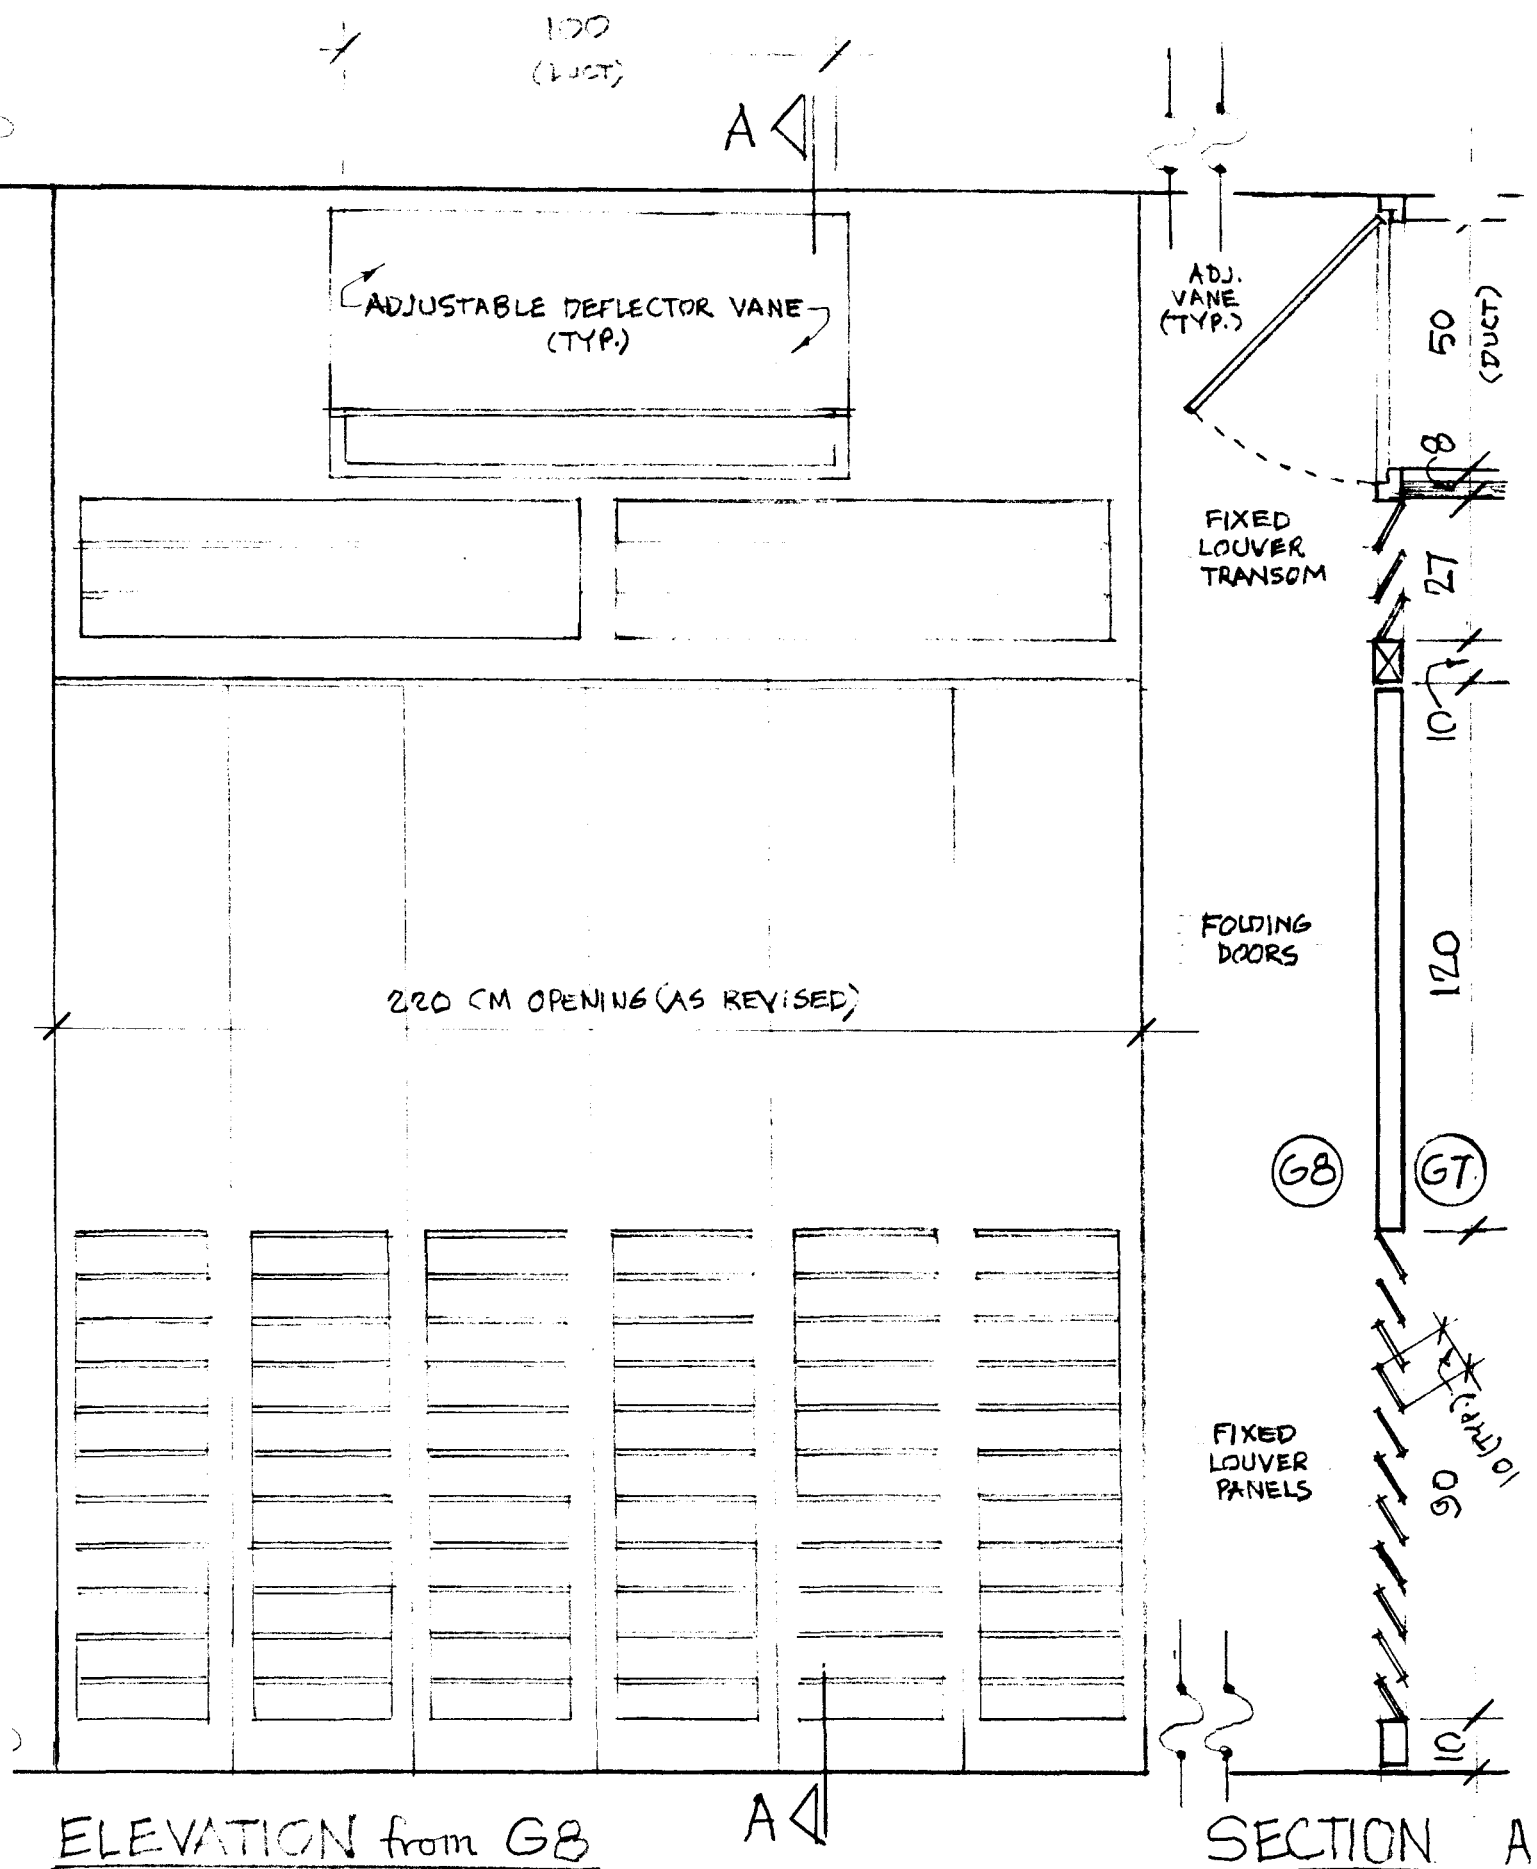 100
(DUCT)
A
ADJUSTABLE DEFLECTOR VANE
(TYP.)
220 CM OPENING (AS REVISED)
A
ELEVATION from G8
ADJ.
VANE
(TYP.)
50
(DUCT)
8
FIXED
LOUVER
TRANSOM
27
10
FOLDING
DOORS
120
G8
G7
10 (TYP.)
FIXED
LOUVER
PANELS
90
10
SECTION A